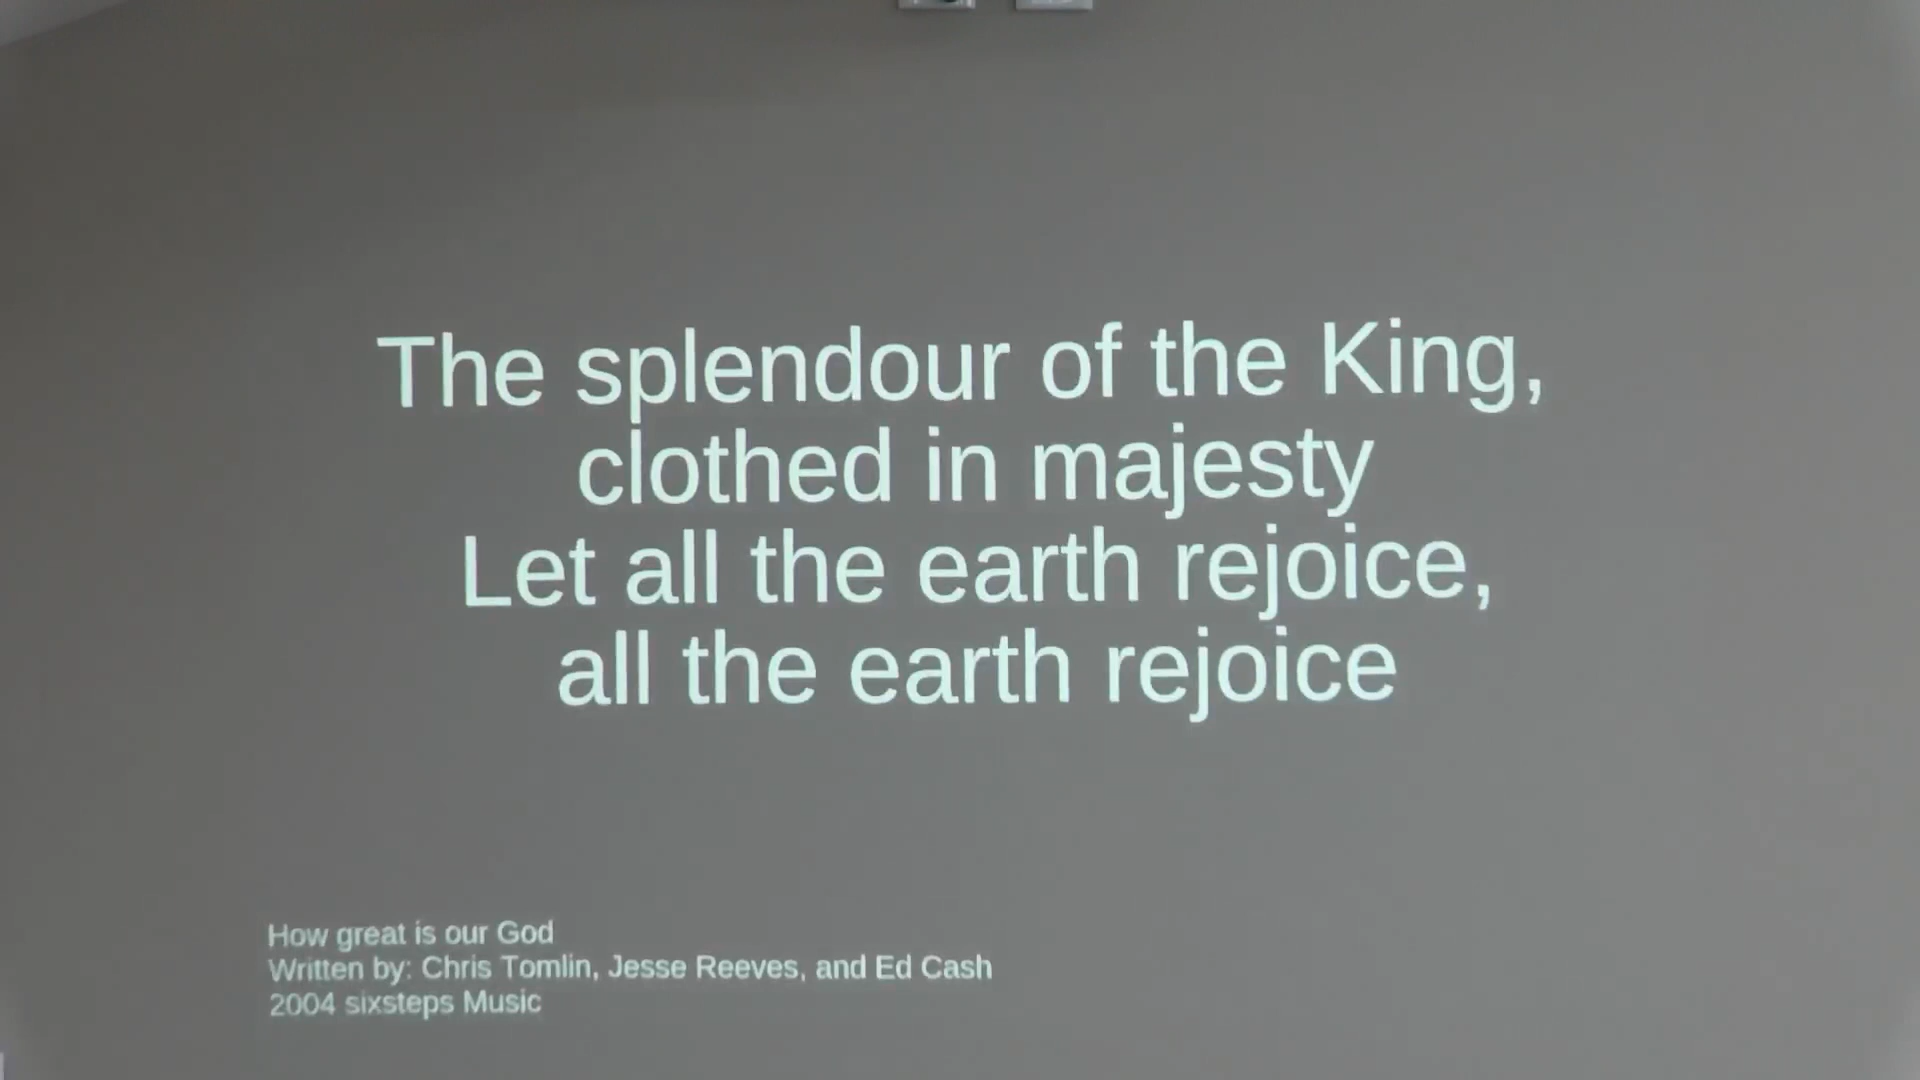 The splendour of the King,
clothed in majesty
Let all the earth rejoice,
all the earth rejoice
How great is our God
Written by: Chris Tomlin, Jesse Reeves, and Ed Cash
2004 sixsteps Music